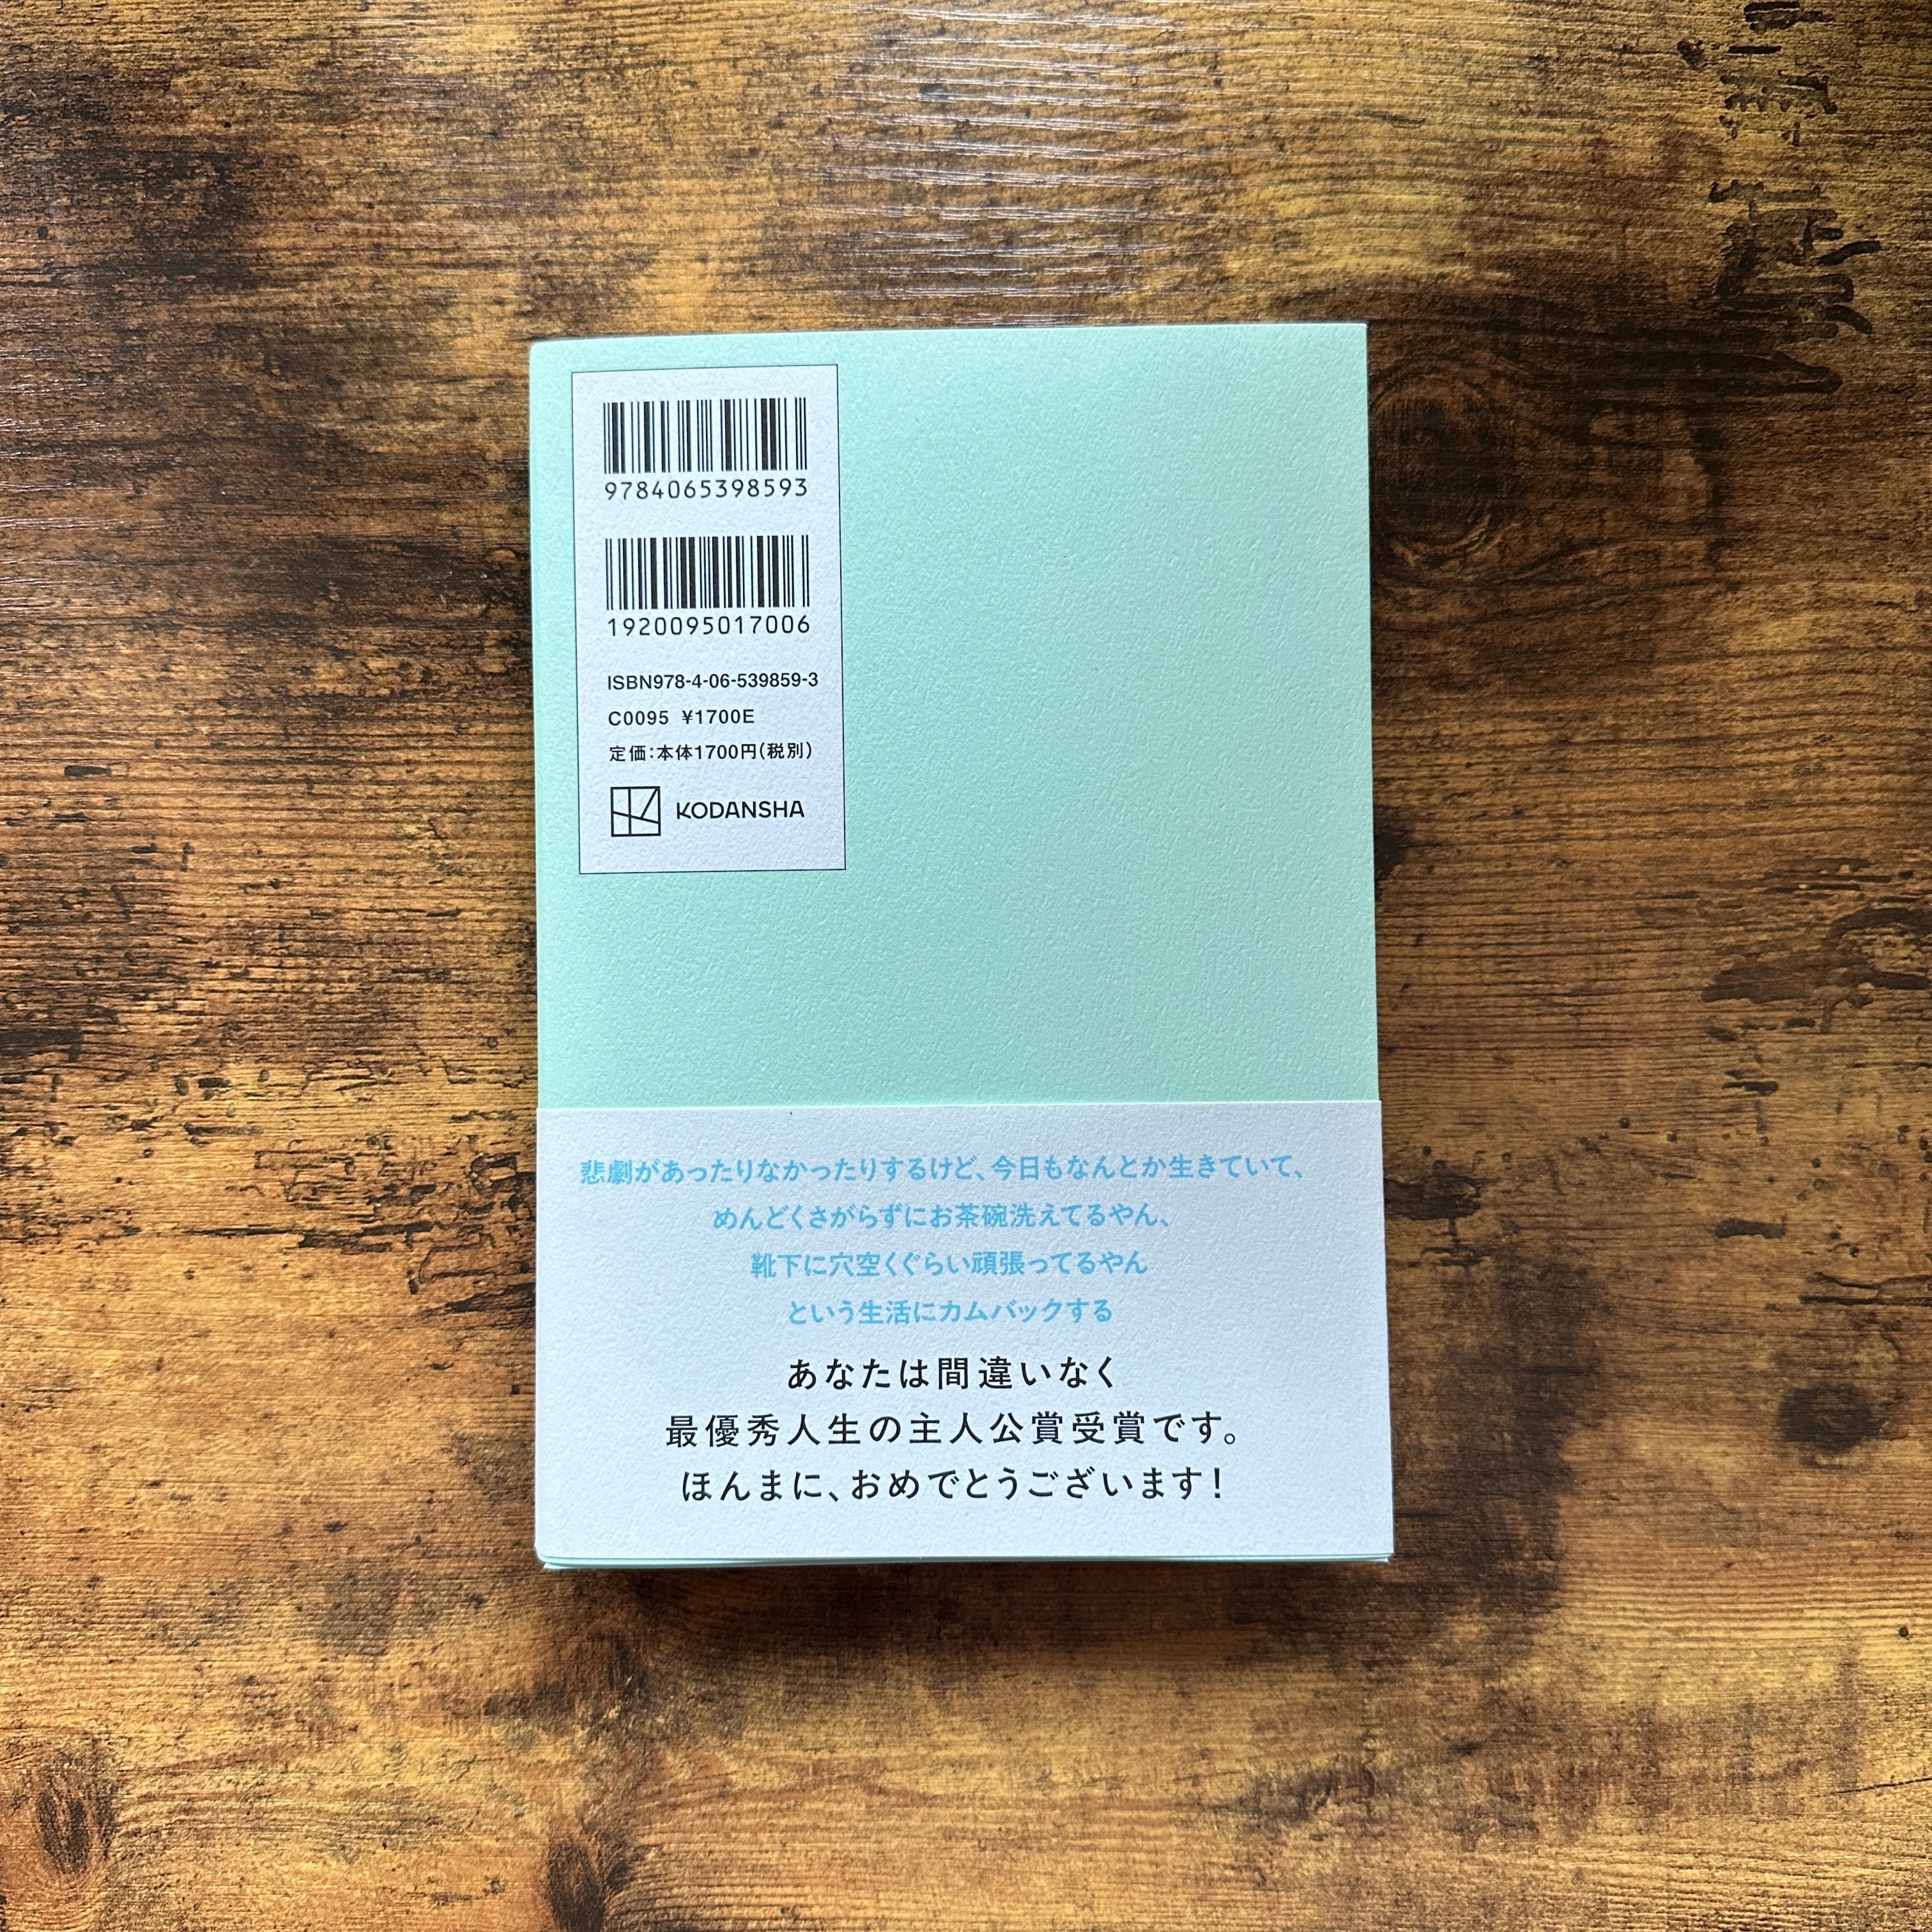 9784065398593
1920095017006
ISBN978-4-06-539859-3
C0095 ¥1700E
定価：本体1700円（税別）
KODANSHA
悲劇があったりなかったりするけど、今日もなんとか生きていて、
めんどくさがらずにお茶碗洗えてるやん、
靴下に穴空くぐらい頑張ってるやん
という生活にカムバックする
あなたは間違いなく
最優秀人生の主人公賞受賞です。
ほんまに、おめでとうございます！